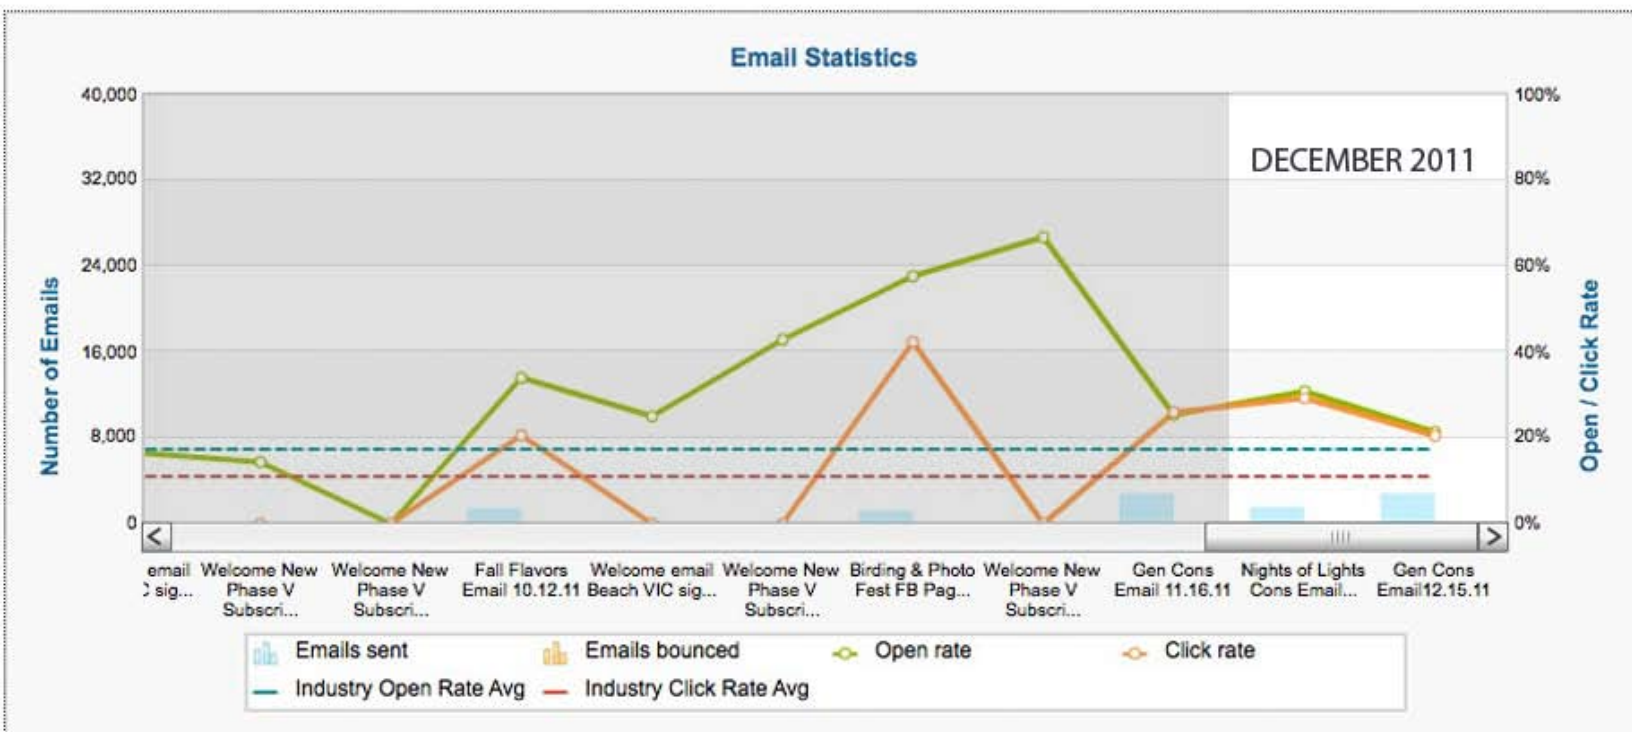 Email Statistics
40,000
32,000
24,000
16,000
8,000
0
Number of Emails
100%
80%
60%
40%
20%
0%
Open / Click Rate
DECEMBER 2011
email
C sig...
Welcome New
Phase V
Subscri...
Welcome New
Phase V
Subscri...
Fall Flavors
Email 10.12.11
Welcome email
Beach VIC sig...
Welcome New
Phase V
Subscri...
Birding & Photo
Fest FB Pag...
Welcome New
Phase V
Subscri...
Gen Cons
Email 11.16.11
Nights of Lights
Cons Email...
Gen Cons
Email12.15.11
Emails sent
Emails bounced
Open rate
Click rate
Industry Open Rate Avg
Industry Click Rate Avg